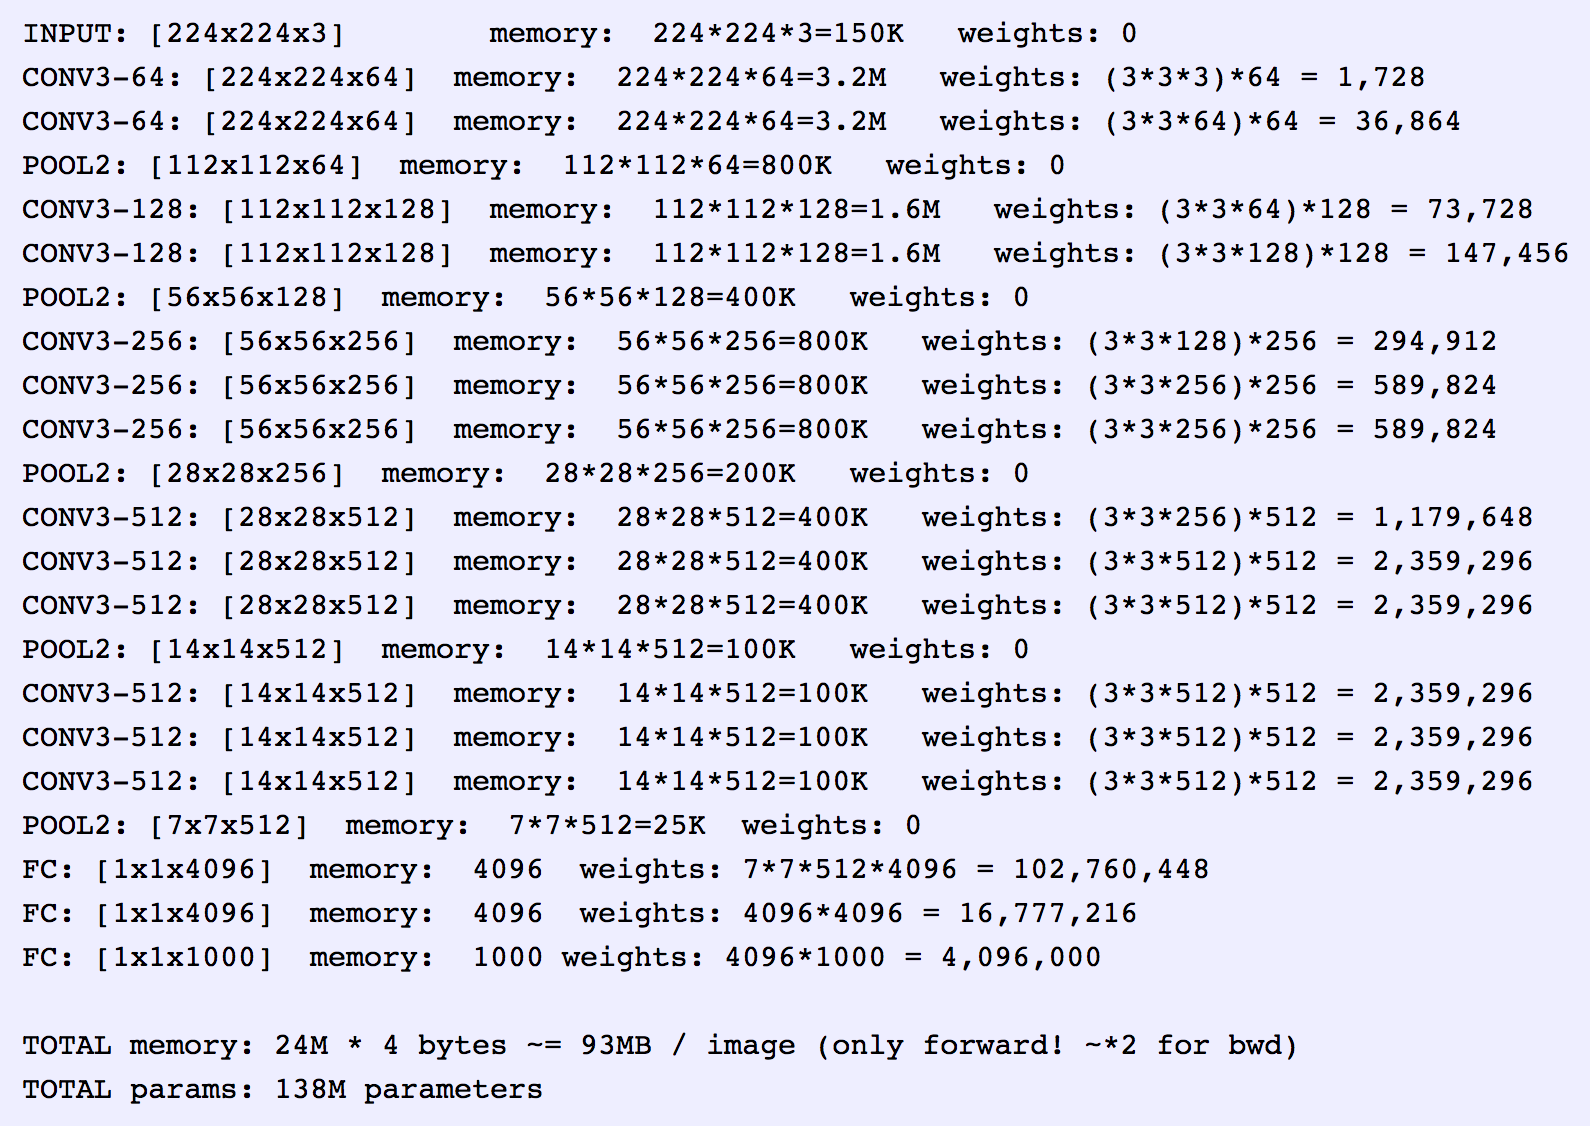 INPUT: [224x224x3]        memory:  224*224*3=150K   weights: 0
CONV3-64: [224x224x64]  memory:  224*224*64=3.2M   weights: (3*3*3)*64 = 1,728
CONV3-64: [224x224x64]  memory:  224*224*64=3.2M   weights: (3*3*64)*64 = 36,864
POOL2: [112x112x64]  memory:  112*112*64=800K   weights: 0
CONV3-128: [112x112x128]  memory:  112*112*128=1.6M   weights: (3*3*64)*128 = 73,728
CONV3-128: [112x112x128]  memory:  112*112*128=1.6M   weights: (3*3*128)*128 = 147,456
POOL2: [56x56x128]  memory:  56*56*128=400K   weights: 0
CONV3-256: [56x56x256]  memory:  56*56*256=800K   weights: (3*3*128)*256 = 294,912
CONV3-256: [56x56x256]  memory:  56*56*256=800K   weights: (3*3*256)*256 = 589,824
CONV3-256: [56x56x256]  memory:  56*56*256=800K   weights: (3*3*256)*256 = 589,824
POOL2: [28x28x256]  memory:  28*28*256=200K   weights: 0
CONV3-512: [28x28x512]  memory:  28*28*512=400K   weights: (3*3*256)*512 = 1,179,648
CONV3-512: [28x28x512]  memory:  28*28*512=400K   weights: (3*3*512)*512 = 2,359,296
CONV3-512: [28x28x512]  memory:  28*28*512=400K   weights: (3*3*512)*512 = 2,359,296
POOL2: [14x14x512]  memory:  14*14*512=100K   weights: 0
CONV3-512: [14x14x512]  memory:  14*14*512=100K   weights: (3*3*512)*512 = 2,359,296
CONV3-512: [14x14x512]  memory:  14*14*512=100K   weights: (3*3*512)*512 = 2,359,296
CONV3-512: [14x14x512]  memory:  14*14*512=100K   weights: (3*3*512)*512 = 2,359,296
POOL2: [7x7x512]  memory:  7*7*512=25K  weights: 0
FC: [1x1x4096]  memory:  4096  weights: 7*7*512*4096 = 102,760,448
FC: [1x1x4096]  memory:  4096  weights: 4096*4096 = 16,777,216
FC: [1x1x1000]  memory:  1000 weights: 4096*1000 = 4,096,000
TOTAL memory: 24M * 4 bytes ~= 93MB / image (only forward! ~*2 for bwd)
TOTAL params: 138M parameters